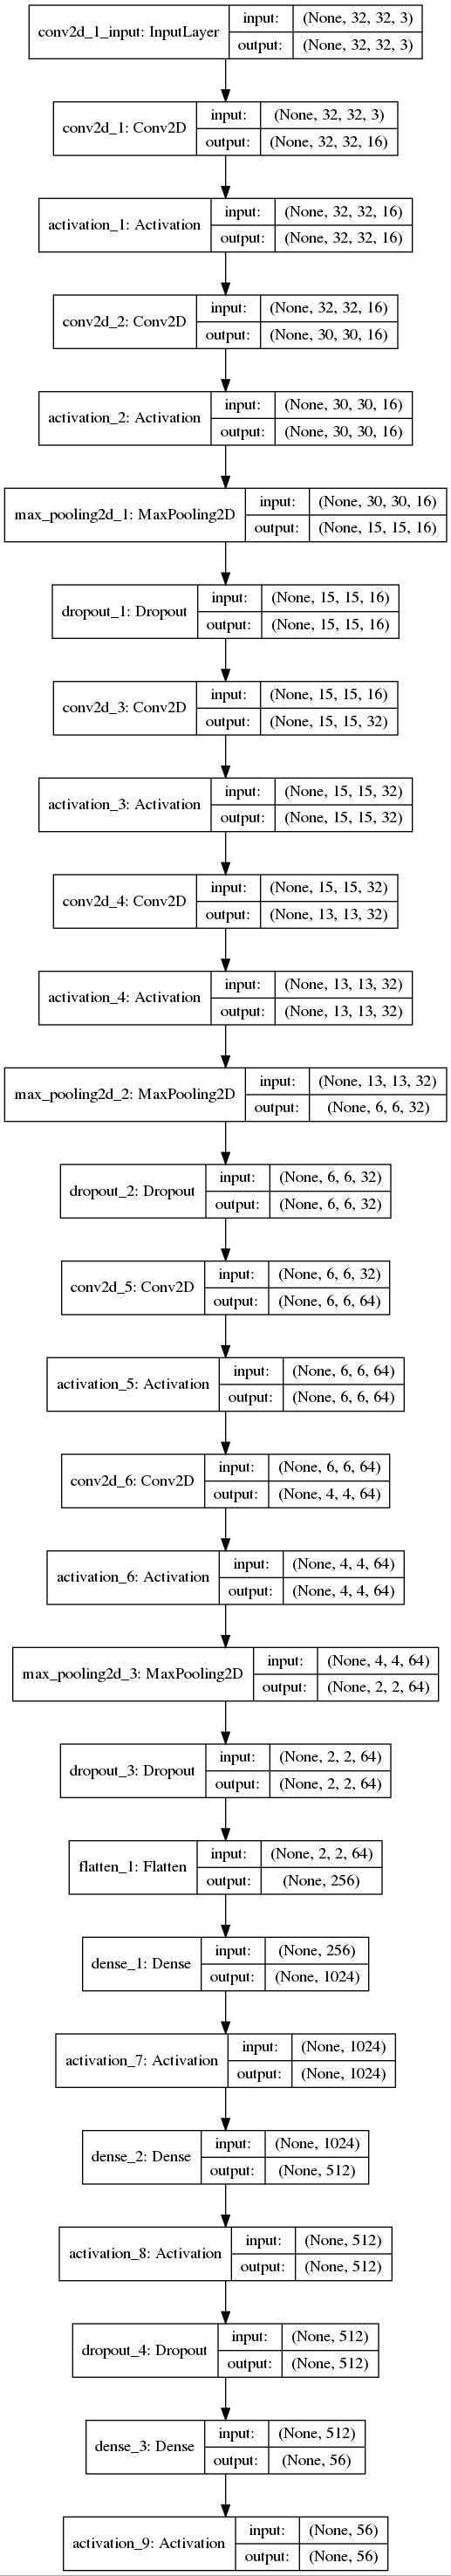 conv2d_1_input: InputLayer input: (None, 32, 32, 3)
output: (None, 32, 32, 3)
conv2d_1: Conv2D input: (None, 32, 32, 3)
output: (None, 32, 32, 16)
activation_1: Activation input: (None, 32, 32, 16)
output: (None, 32, 32, 16)
conv2d_2: Conv2D input: (None, 32, 32, 16)
output: (None, 30, 30, 16)
activation_2: Activation input: (None, 30, 30, 16)
output: (None, 30, 30, 16)
max_pooling2d_1: MaxPooling2D input: (None, 30, 30, 16)
output: (None, 15, 15, 16)
dropout_1: Dropout input: (None, 15, 15, 16)
output: (None, 15, 15, 16)
conv2d_3: Conv2D input: (None, 15, 15, 16)
output: (None, 15, 15, 32)
activation_3: Activation input: (None, 15, 15, 32)
output: (None, 15, 15, 32)
conv2d_4: Conv2D input: (None, 15, 15, 32)
output: (None, 13, 13, 32)
activation_4: Activation input: (None, 13, 13, 32)
output: (None, 13, 13, 32)
max_pooling2d_2: MaxPooling2D input: (None, 13, 13, 32)
output: (None, 6, 6, 32)
dropout_2: Dropout input: (None, 6, 6, 32)
output: (None, 6, 6, 32)
conv2d_5: Conv2D input: (None, 6, 6, 32)
output: (None, 6, 6, 64)
activation_5: Activation input: (None, 6, 6, 64)
output: (None, 6, 6, 64)
conv2d_6: Conv2D input: (None, 6, 6, 64)
output: (None, 4, 4, 64)
activation_6: Activation input: (None, 4, 4, 64)
output: (None, 4, 4, 64)
max_pooling2d_3: MaxPooling2D input: (None, 4, 4, 64)
output: (None, 2, 2, 64)
dropout_3: Dropout input: (None, 2, 2, 64)
output: (None, 2, 2, 64)
flatten_1: Flatten input: (None, 2, 2, 64)
output: (None, 256)
dense_1: Dense input: (None, 256)
output: (None, 1024)
activation_7: Activation input: (None, 1024)
output: (None, 1024)
dense_2: Dense input: (None, 1024)
output: (None, 512)
activation_8: Activation input: (None, 512)
output: (None, 512)
dropout_4: Dropout input: (None, 512)
output: (None, 512)
dense_3: Dense input: (None, 512)
output: (None, 56)
activation_9: Activation input: (None, 56)
output: (None, 56)